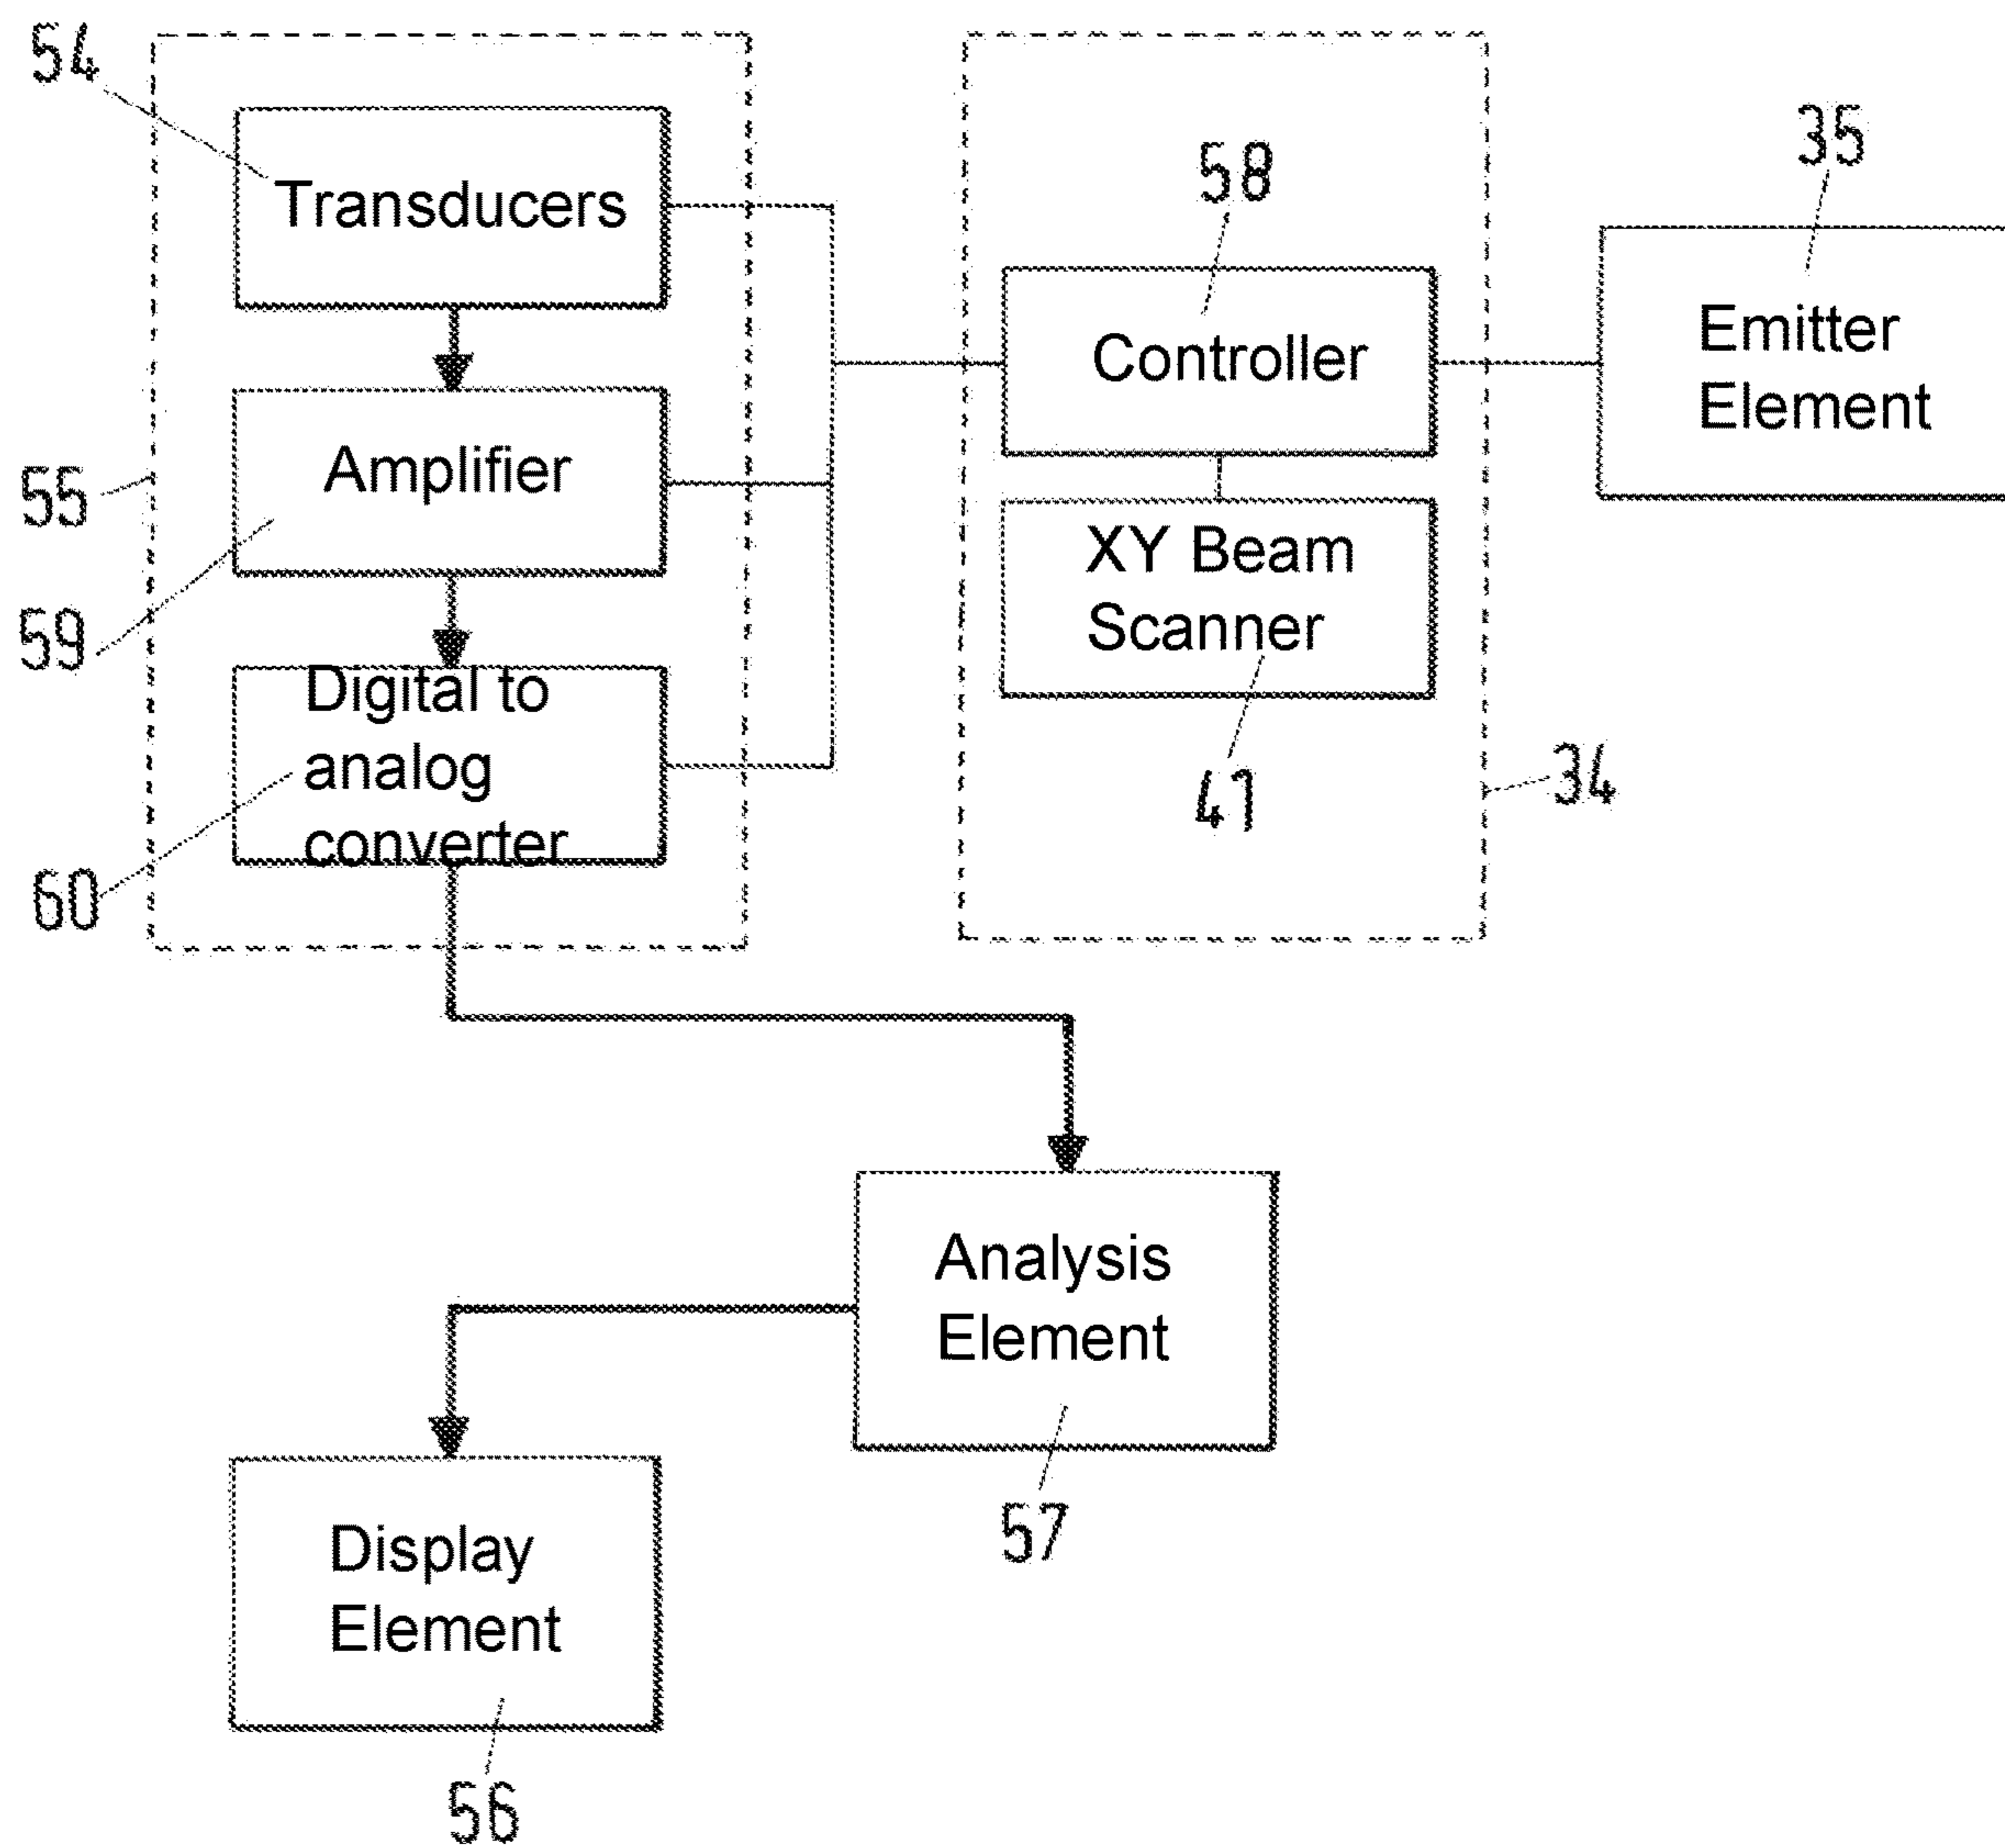 54
Transducers
58
35
Controller
Emitter
Element
Amplifier
55
XY Beam
Scanner
59
Digital to
analog
converter
41
34
60
Analysis
Element
57
Display
Element
56